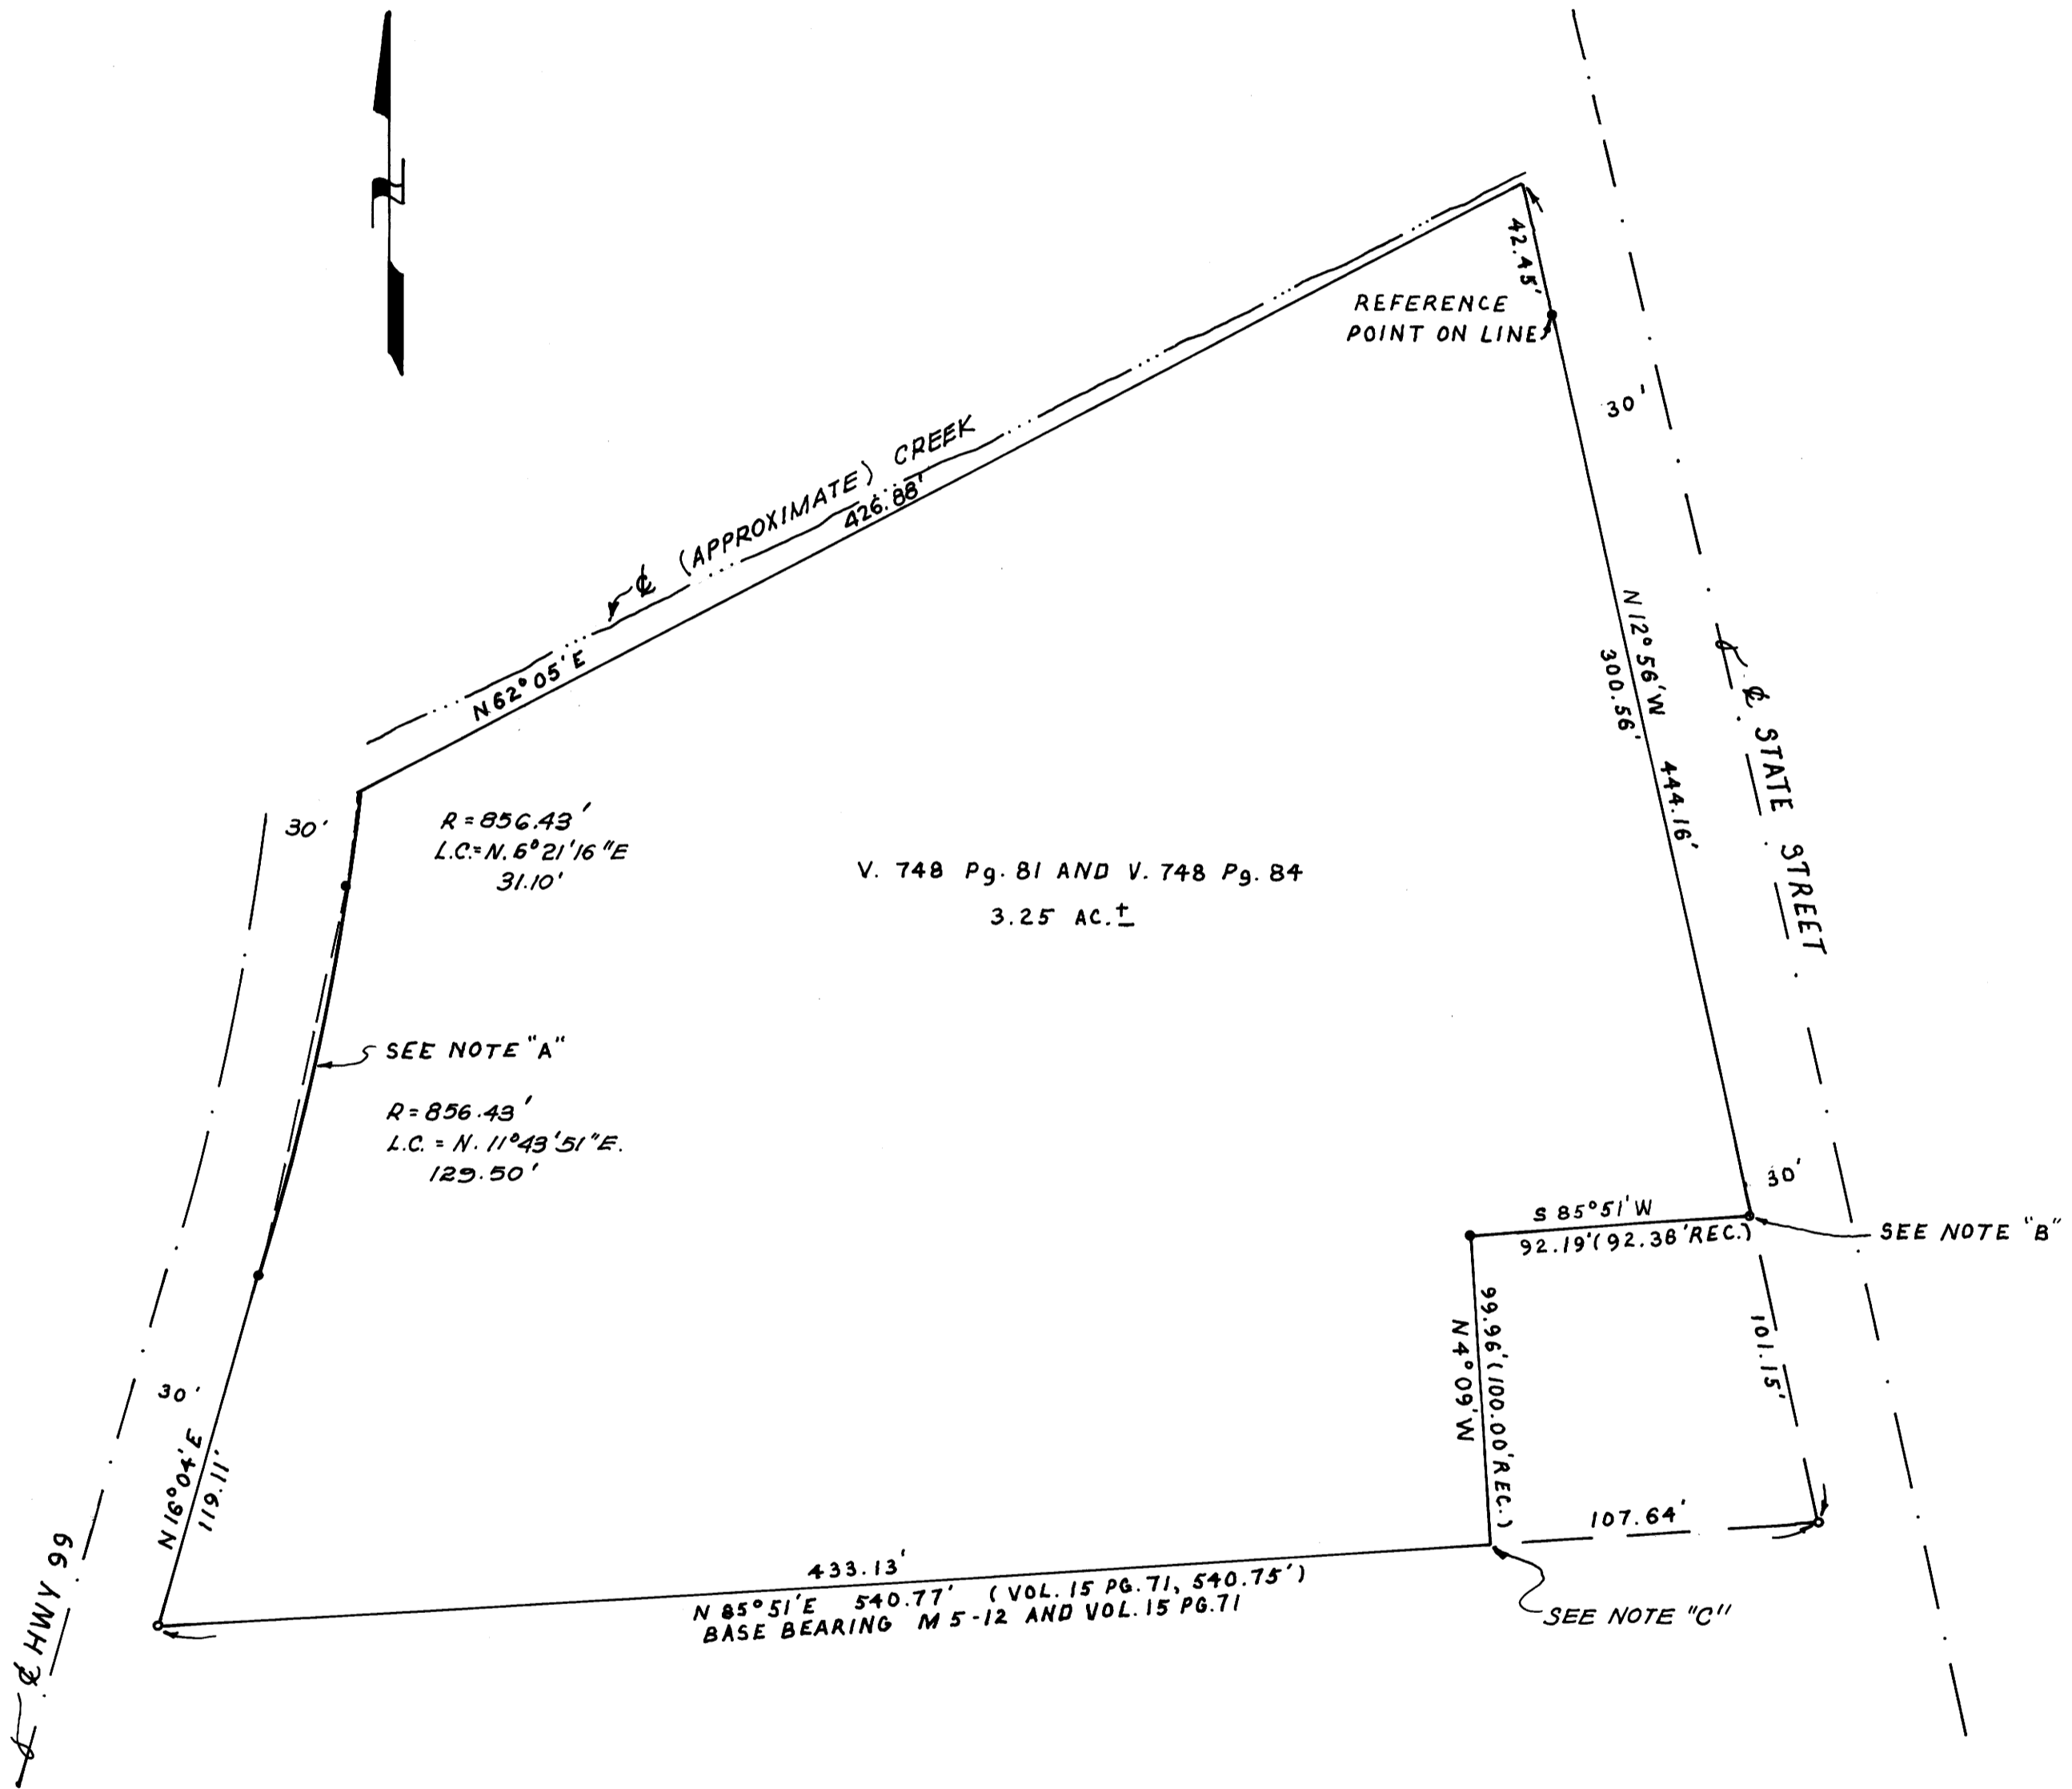 N
42.45'
REFERENCE
POINT ON LINE
30'
℄ (APPROXIMATE) CREEK
426.88'
N62°05'E
N12°56'W
300.56'
444.16'
℄ STATE STREET
30'
R=856.43'
L.C.=N. 6°21'16"E
31.10'
V. 748 Pg. 81 AND V. 748 Pg. 84
3.25 AC.±
SEE NOTE "A"
R=856.43'
L.C. = N. 11°43'51"E.
129.50'
30'
S 85°51'W
92.19'(92.38'REC.)
SEE NOTE "B"
99.96'(100.00'REC.)
N4°09'W
101.15'
30'
N16°04'E
119.11'
107.64'
433.13'
N 85°51'E 540.77' (VOL. 15 PG. 71, 540.75')
BASE BEARING M 5-12 AND VOL. 15 PG.71
SEE NOTE "C"
℄ HWY 99